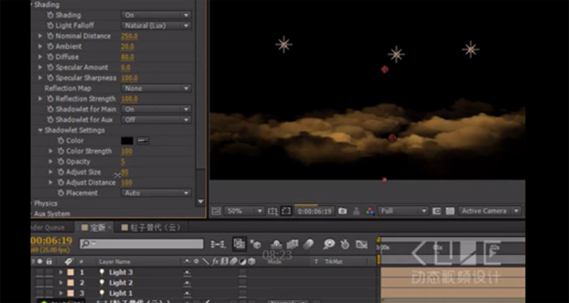 Shading
Shading On
Light Falloff Natural (Lux)
Nominal Distance 250.0
Ambient 20.0
Diffuse 80.0
Specular Amount 0.0
Specular Sharpness 100.0
Reflection Map None
Reflection Strength 100.0
Shadowlet for Main On
Shadowlet for Aux Off
Shadowlet Settings
Color
Color Strength 100
Opacity 5
Adjust Size
Adjust Distance 100
Placement Auto
Physics
Aux System
50% 0:00:06:19 Full Active Camera
nder Queue 定版 粒子替代（云）
00:06:19
08:23
# Layer Name Mode T TrkMat
1 Light 3
2 Light 2
3 Light 1
动态视频设计